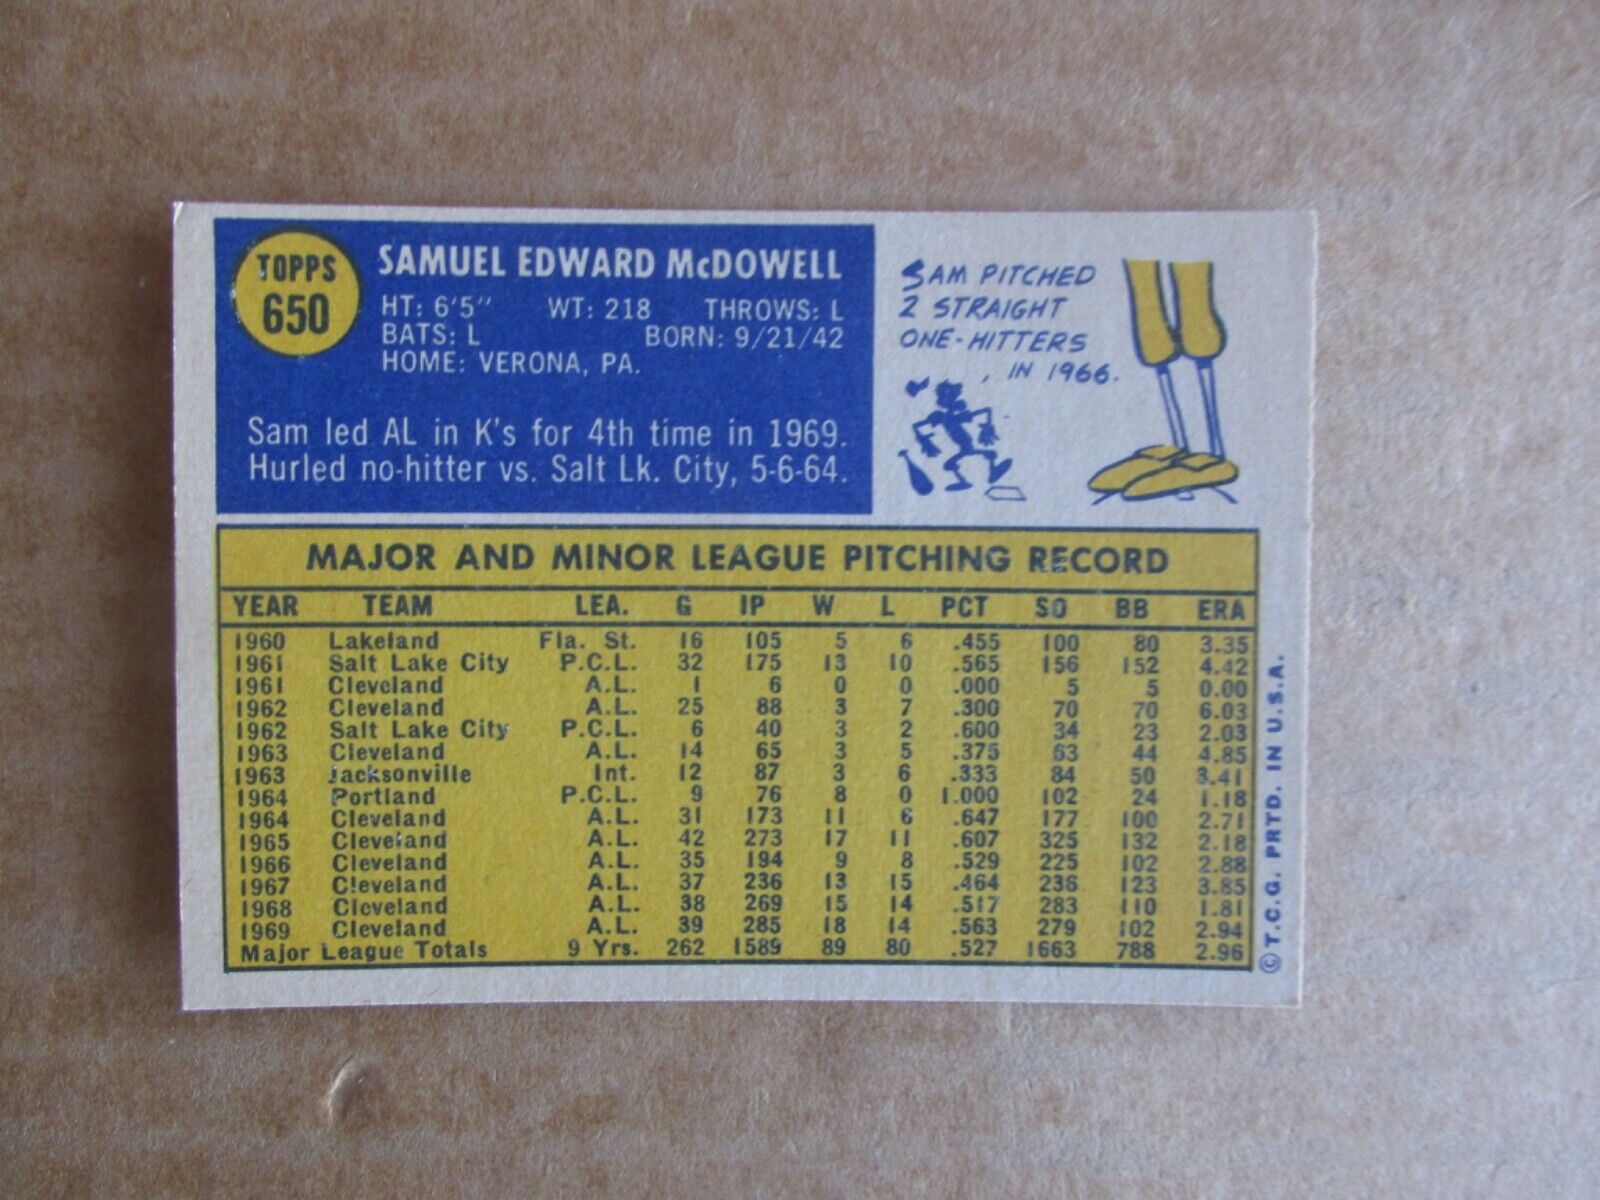 TOPPS
650
SAMUEL EDWARD McDOWELL
HT: 6'5" WT: 218 THROWS: L
BATS: L BORN: 9/21/42
HOME: VERONA, PA.
Sam led AL in K's for 4th time in 1969.
Hurled no-hitter vs. Salt Lk. City, 5-6-64.
SAM PITCHED
2 STRAIGHT
ONE-HITTERS
, IN 1966.
MAJOR AND MINOR LEAGUE PITCHING RECORD
YEAR TEAM LEA. G IP W L PCT SO BB ERA
1960 Lakeland Fla. St. 16 105 5 6 .455 100 80 3.35
1961 Salt Lake City P.C.L. 32 175 13 10 .565 156 152 4.42
1961 Cleveland A.L. 1 6 0 0 .000 5 5 0.00
1962 Cleveland A.L. 25 88 3 7 .300 70 70 6.03
1962 Salt Lake City P.C.L. 6 40 3 2 .600 34 23 2.03
1963 Cleveland A.L. 14 65 3 5 .375 63 44 4.85
1963 Jacksonville Int. 12 87 3 6 .333 84 50 3.41
1964 Portland P.C.L. 9 76 8 0 1.000 102 24 1.18
1964 Cleveland A.L. 31 173 11 6 .647 177 100 2.71
1965 Cleveland A.L. 42 273 17 11 .607 325 132 2.18
1966 Cleveland A.L. 35 194 9 8 .529 225 102 2.88
1967 Cleveland A.L. 37 236 13 15 .464 236 123 3.85
1968 Cleveland A.L. 38 269 15 14 .517 283 110 1.81
1969 Cleveland A.L. 39 285 18 14 .563 279 102 2.94
Major League Totals 9 Yrs. 262 1589 89 80 .527 1663 788 2.96
© T.C.G. PRTD. IN U.S.A.